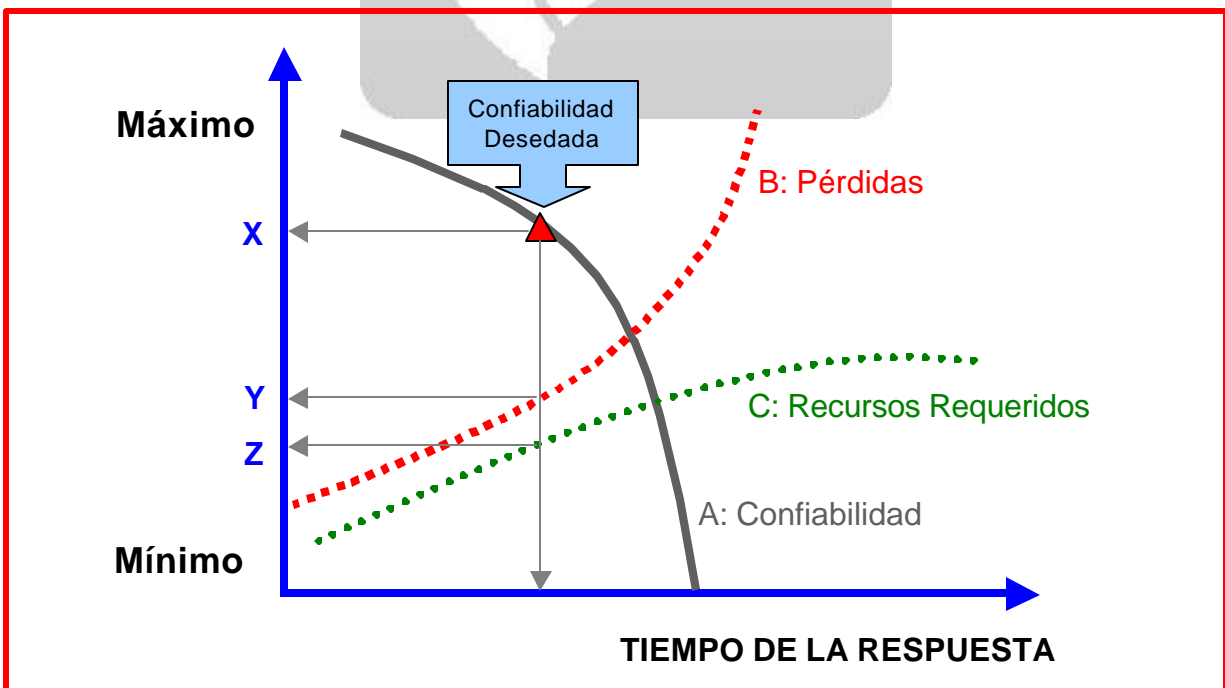 Confiabilidad
Desedada
Máximo
B: Pérdidas
X
Y
C: Recursos Requeridos
Z
A: Confiabilidad
Mínimo
TIEMPO DE LA RESPUESTA